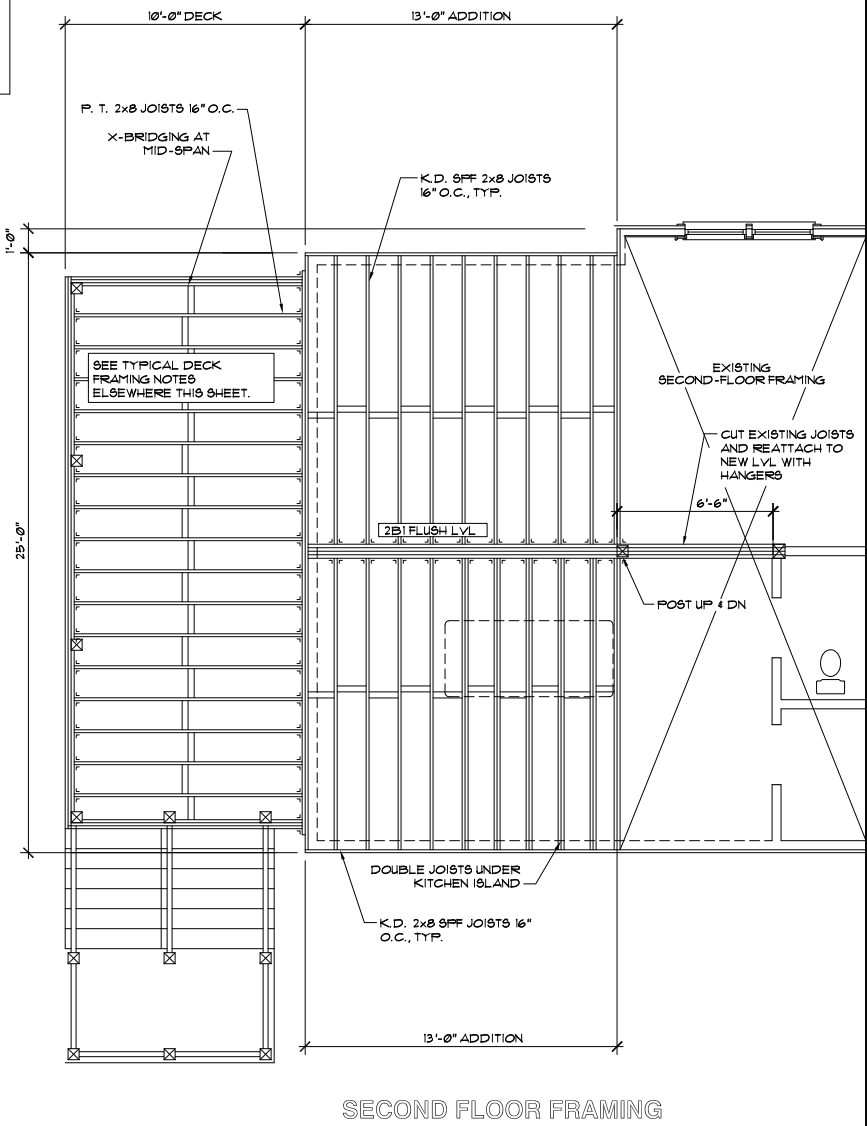 10'-0" DECK
13'-0" ADDITION
P. T. 2x8 JOISTS 16" O.C.
X-BRIDGING AT
MID-SPAN
K.D. SPF 2x8 JOISTS
16" O.C., TYP.
1'-0"
SEE TYPICAL DECK
FRAMING NOTES
ELSEWHERE THIS SHEET.
EXISTING
SECOND-FLOOR FRAMING
CUT EXISTING JOISTS
AND REATTACH TO
NEW LVL WITH
HANGERS
6'-6"
2B1 FLUSH LVL
25'-0"
POST UP & DN
DOUBLE JOISTS UNDER
KITCHEN ISLAND
K.D. 2x8 SPF JOISTS 16"
O.C., TYP.
13'-0" ADDITION
SECOND FLOOR FRAMING